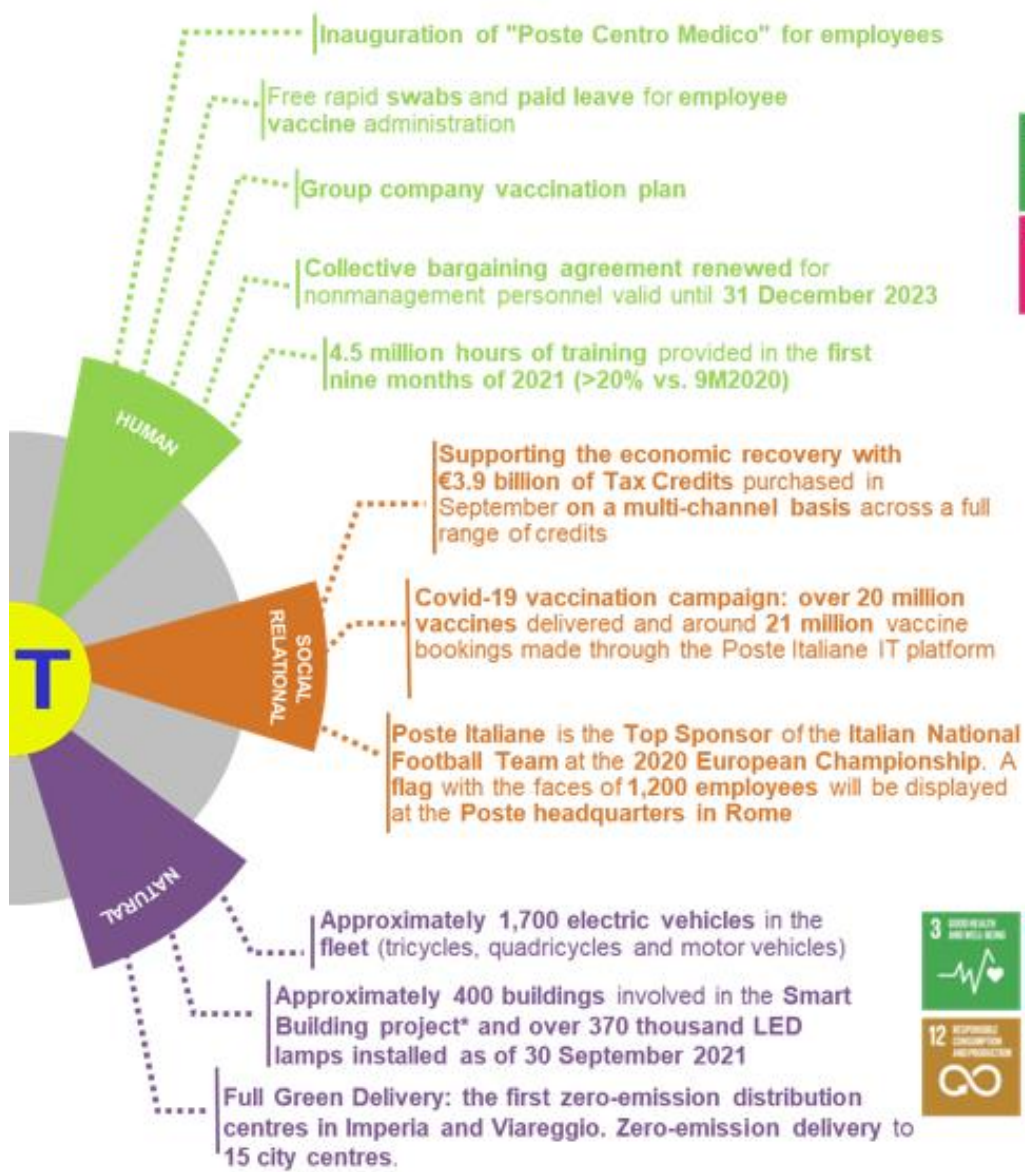 Inauguration of "Poste Centro Medico" for employees
Free rapid swabs and paid leave for employee
vaccine administration
Group company vaccination plan
Collective bargaining agreement renewed for
nonmanagement personnel valid until 31 December 2023
4.5 million hours of training provided in the first
nine months of 2021 (>20% vs. 9M2020)
HUMAN
Supporting the economic recovery with
€3.9 billion of Tax Credits purchased in
September on a multi-channel basis across a full
range of credits
Covid-19 vaccination campaign: over 20 million
vaccines delivered and around 21 million vaccine
bookings made through the Poste Italiane IT platform
SOCIAL
RELATIONAL
T
Poste Italiane is the Top Sponsor of the Italian National
Football Team at the 2020 European Championship. A
flag with the faces of 1,200 employees will be displayed
at the Poste headquarters in Rome
NATURAL
Approximately 1,700 electric vehicles in the
fleet (tricycles, quadricycles and motor vehicles)
3 GOOD HEALTH
AND WELL-BEING
Approximately 400 buildings involved in the Smart
Building project* and over 370 thousand LED
lamps installed as of 30 September 2021
12 RESPONSIBLE
CONSUMPTION
AND PRODUCTION
Full Green Delivery: the first zero-emission distribution
centres in Imperia and Viareggio. Zero-emission delivery to
15 city centres.